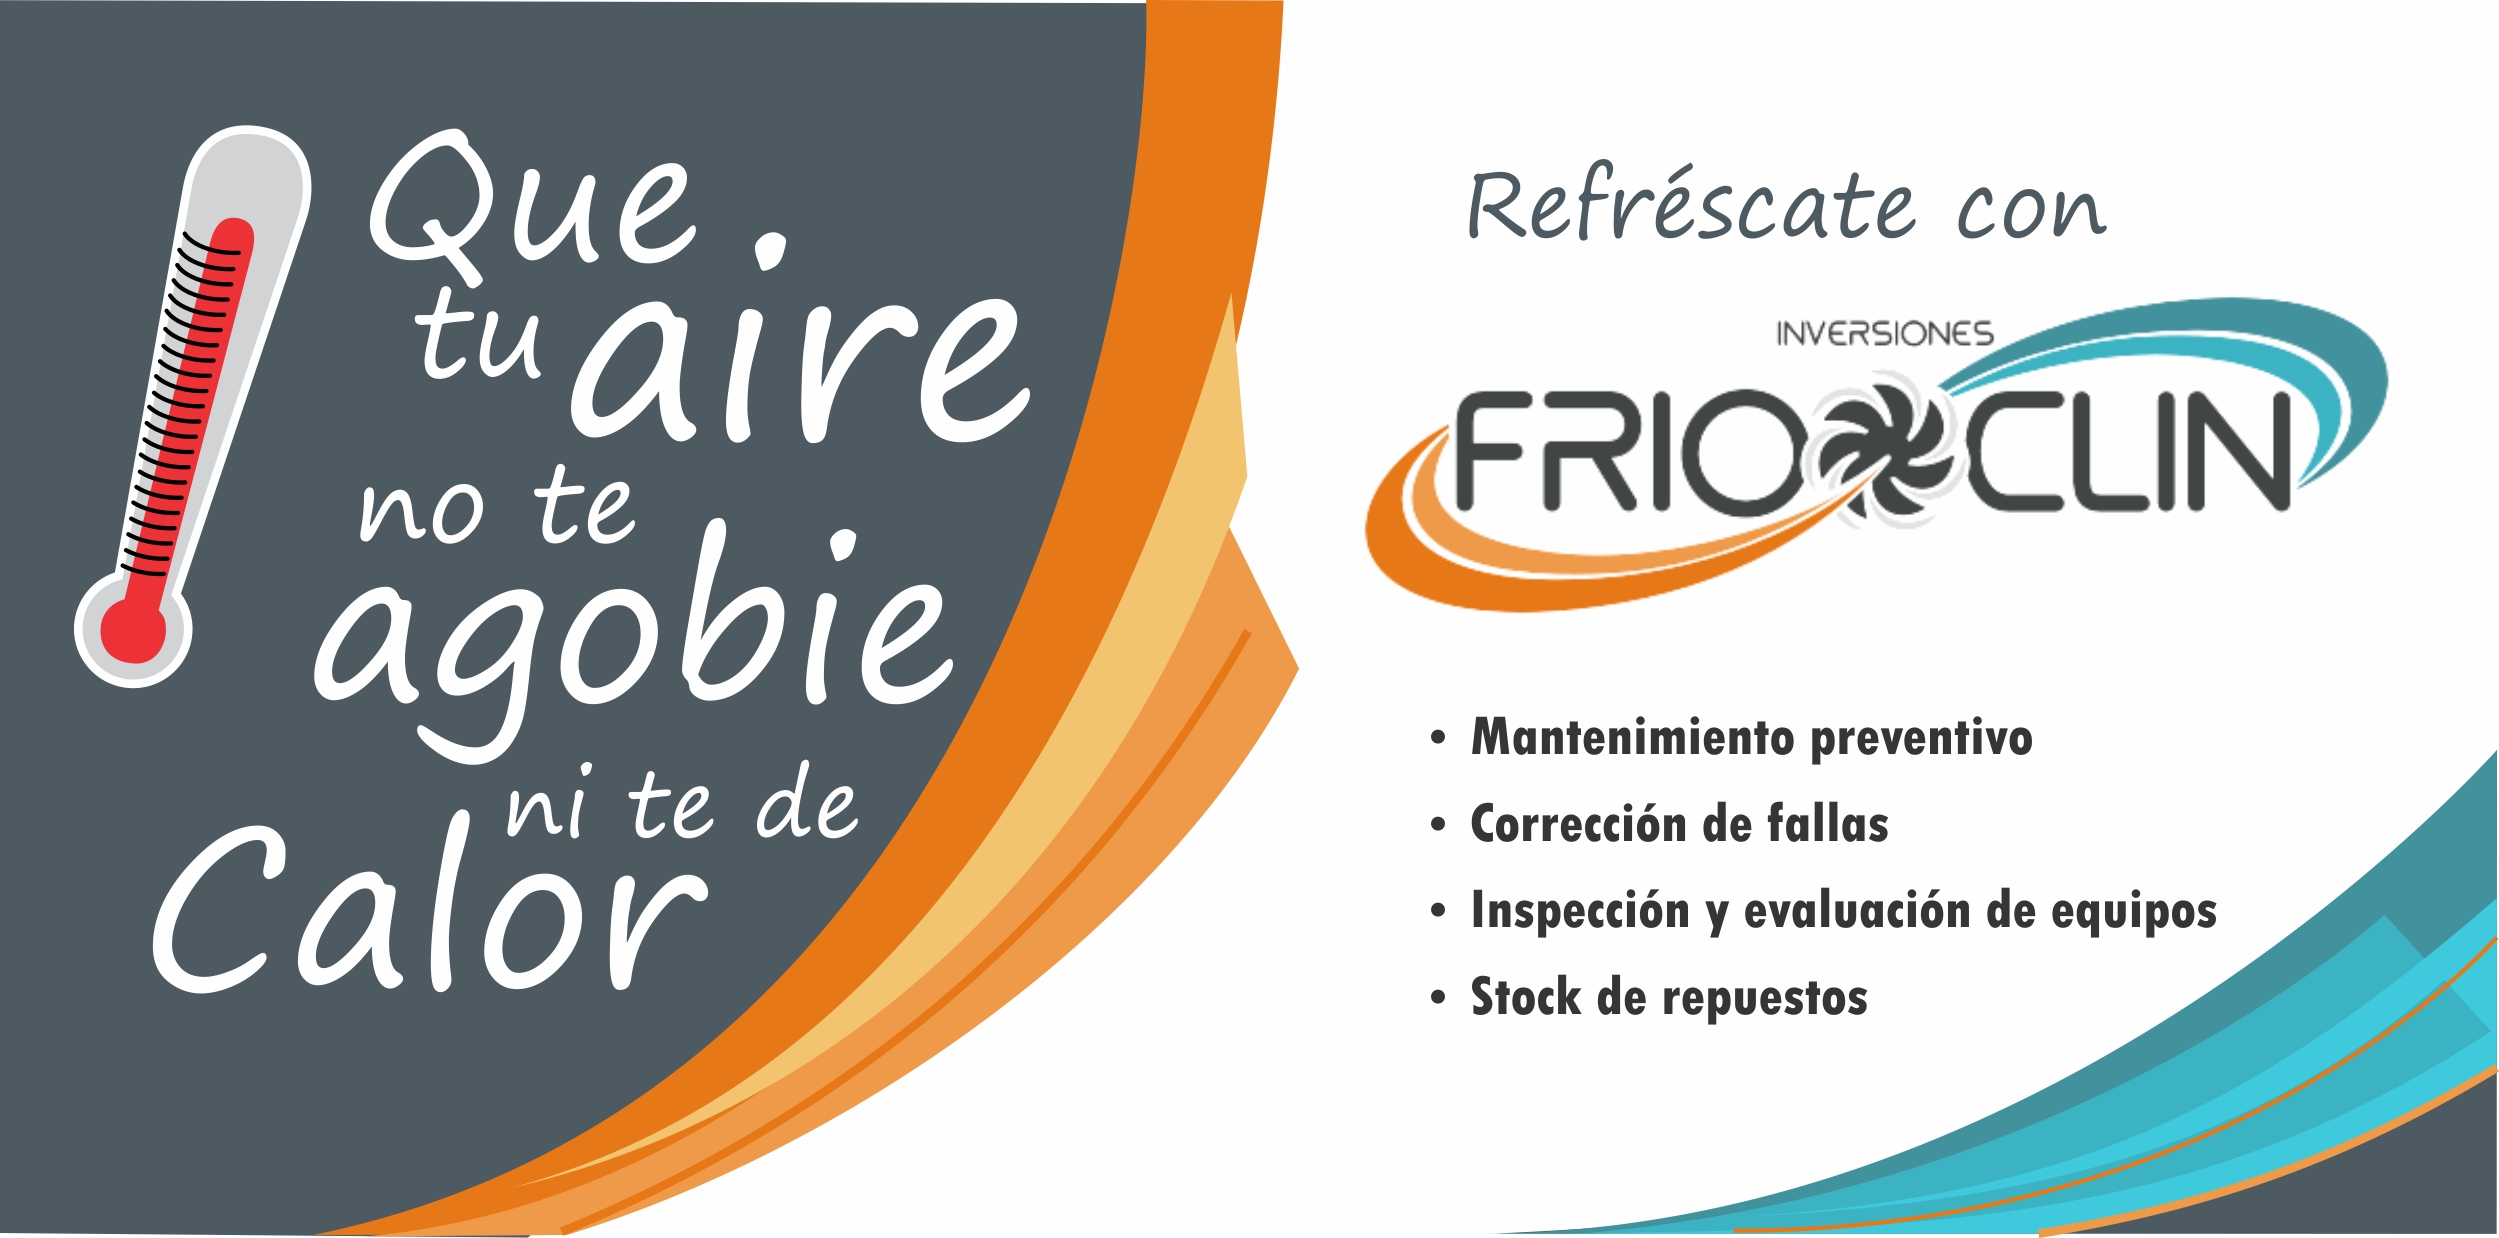 Que
tu aire
no te
agobie
ni te de
Calor
Refréscate con
INVERSIONES
FRIO CLIN
• Mantenimiento preventivo
• Corrección de fallas
• Inspección y evaluación de equipos
• Stock de repuestos